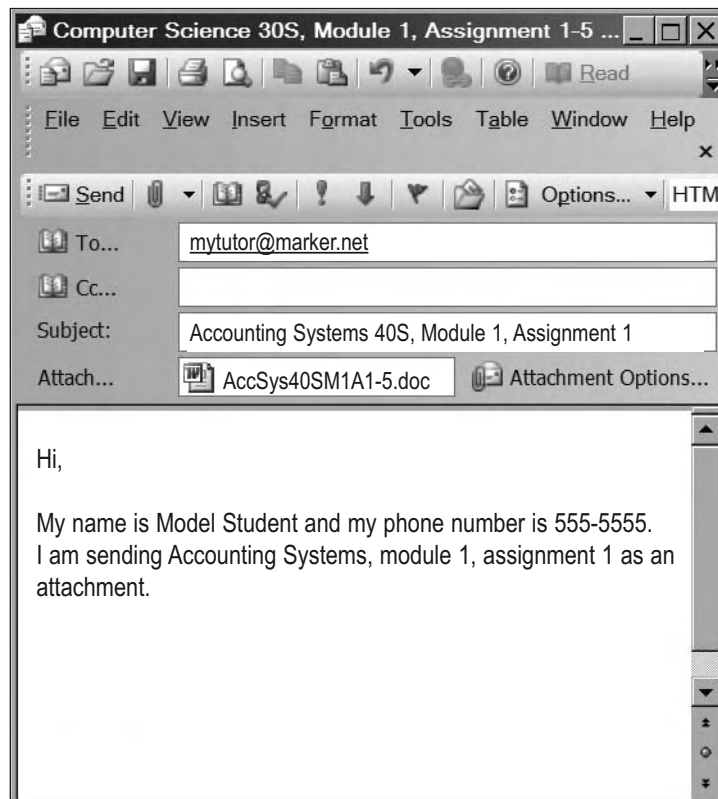 Computer Science 30S, Module 1, Assignment 1-5 ...
Read
File Edit View Insert Format Tools Table Window Help
Send Options... HTM
To... mytutor@marker.net
Cc...
Subject: Accounting Systems 40S, Module 1, Assignment 1
Attach... AccSys40SM1A1-5.doc Attachment Options...
Hi,
My name is Model Student and my phone number is 555-5555.
I am sending Accounting Systems, module 1, assignment 1 as an
attachment.